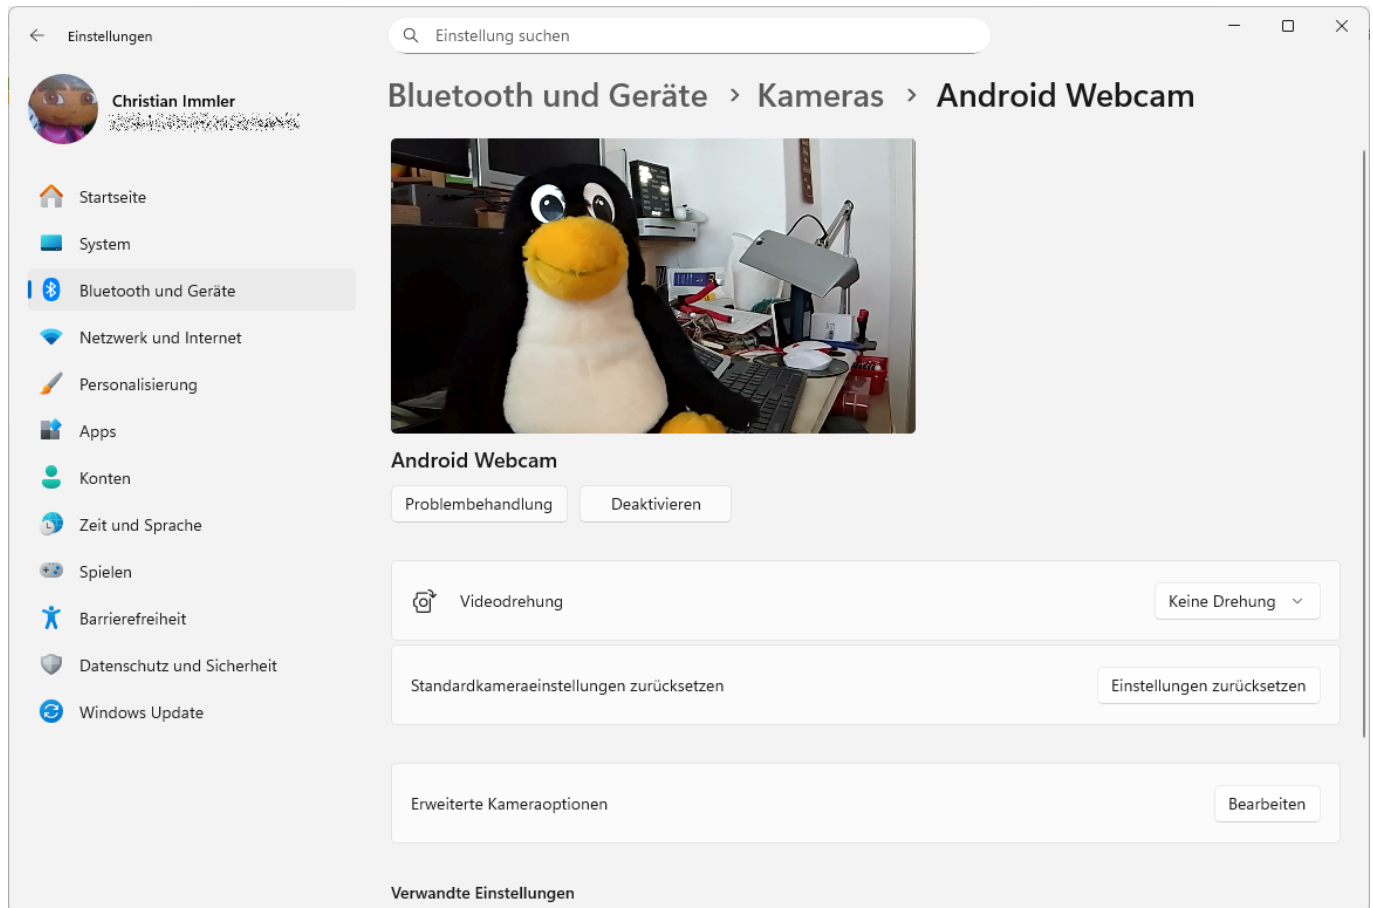 Einstellungen
Einstellung suchen
Christian Immler
Bluetooth und Geräte > Kameras > Android Webcam
Startseite
System
Bluetooth und Geräte
Netzwerk und Internet
Personalisierung
Apps
Konten
Zeit und Sprache
Spielen
Barrierefreiheit
Datenschutz und Sicherheit
Windows Update
Android Webcam
Problembehandlung
Deaktivieren
Videodrehung
Keine Drehung
Standardkameraeinstellungen zurücksetzen
Einstellungen zurücksetzen
Erweiterte Kameraoptionen
Bearbeiten
Verwandte Einstellungen